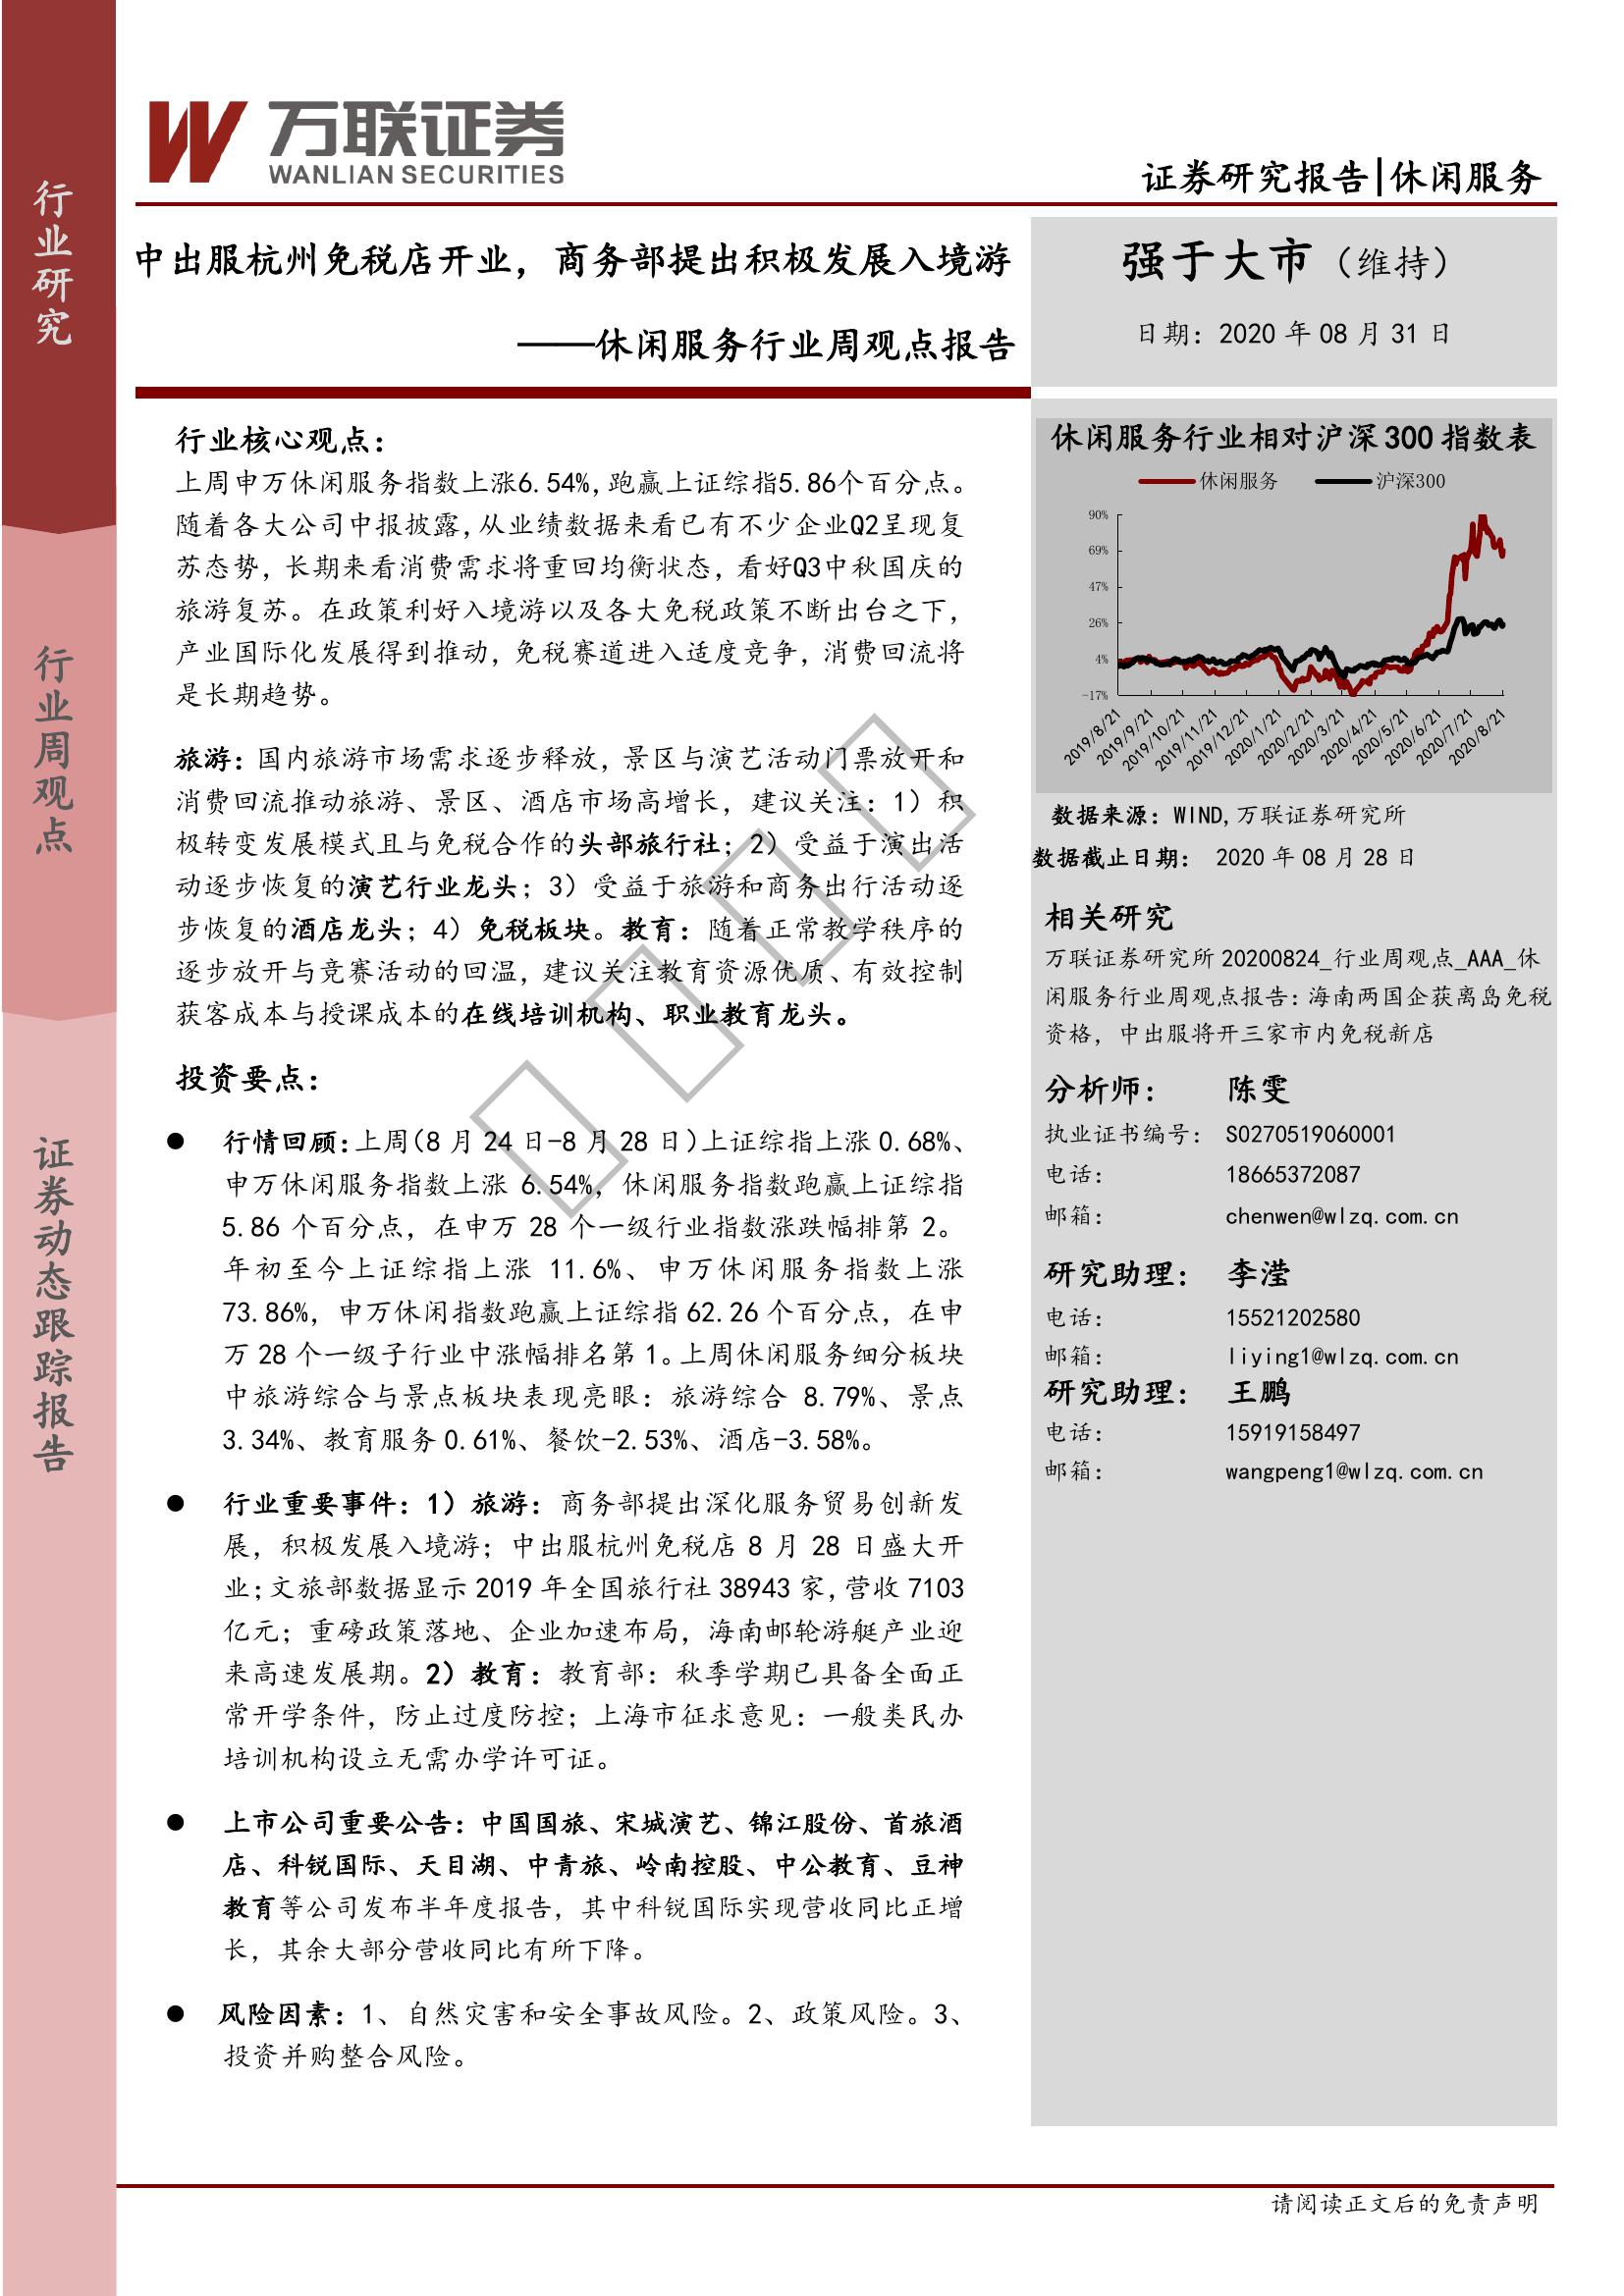 行业研究
行业周观点
证券动态跟踪报告
万联证券
WANLIAN SECURITIES
证券研究报告|休闲服务
中出服杭州免税店开业，商务部提出积极发展入境游
——休闲服务行业周观点报告
强于大市（维持）
日期：2020 年 08 月 31 日
行业核心观点：
上周申万休闲服务指数上涨6.54%,跑赢上证综指5.86个百分点。
随着各大公司中报披露,从业绩数据来看已有不少企业Q2呈现复
苏态势，长期来看消费需求将重回均衡状态，看好Q3中秋国庆的
旅游复苏。在政策利好入境游以及各大免税政策不断出台之下，
产业国际化发展得到推动，免税赛道进入适度竞争，消费回流将
是长期趋势。
旅游：国内旅游市场需求逐步释放，景区与演艺活动门票放开和
消费回流推动旅游、景区、酒店市场高增长，建议关注：1）积
极转变发展模式且与免税合作的头部旅行社；2）受益于演出活
动逐步恢复的演艺行业龙头；3）受益于旅游和商务出行活动逐
步恢复的酒店龙头；4）免税板块。教育：随着正常教学秩序的
逐步放开与竞赛活动的回温，建议关注教育资源优质、有效控制
获客成本与授课成本的在线培训机构、职业教育龙头。
投资要点：
● 行情回顾：上周(8 月 24 日-8 月 28 日)上证综指上涨 0.68%、
申万休闲服务指数上涨 6.54%，休闲服务指数跑赢上证综指
5.86 个百分点，在申万 28 个一级行业指数涨跌幅排第 2。
年初至今上证综指上涨 11.6%、申万休闲服务指数上涨
73.86%，申万休闲指数跑赢上证综指 62.26 个百分点，在申
万 28 个一级子行业中涨幅排名第 1。上周休闲服务细分板块
中旅游综合与景点板块表现亮眼：旅游综合 8.79%、景点
3.34%、教育服务 0.61%、餐饮-2.53%、酒店-3.58%。
● 行业重要事件：1）旅游：商务部提出深化服务贸易创新发
展，积极发展入境游；中出服杭州免税店 8 月 28 日盛大开
业;文旅部数据显示 2019 年全国旅行社 38943 家,营收 7103
亿元；重磅政策落地、企业加速布局，海南邮轮游艇产业迎
来高速发展期。2）教育：教育部：秋季学期已具备全面正
常开学条件，防止过度防控；上海市征求意见：一般类民办
培训机构设立无需办学许可证。
● 上市公司重要公告：中国国旅、宋城演艺、锦江股份、首旅酒
店、科锐国际、天目湖、中青旅、岭南控股、中公教育、豆神
教育等公司发布半年度报告，其中科锐国际实现营收同比正增
长，其余大部分营收同比有所下降。
● 风险因素：1、自然灾害和安全事故风险。2、政策风险。3、
投资并购整合风险。
休闲服务行业相对沪深 300 指数表
休闲服务 沪深300
90%
69%
47%
26%
4%
-17%
2019/8/21
2019/9/21
2019/10/21
2019/11/21
2019/12/21
2020/1/21
2020/2/21
2020/3/21
2020/4/21
2020/5/21
2020/6/21
2020/7/21
2020/8/21
数据来源：WIND,万联证券研究所
数据截止日期： 2020 年 08 月 28 日
相关研究
万联证券研究所 20200824_行业周观点_AAA_休
闲服务行业周观点报告:海南两国企获离岛免税
资格，中出服将开三家市内免税新店
分析师： 陈雯
执业证书编号： S0270519060001
电话： 18665372087
邮箱： chenwen@wlzq.com.cn
研究助理： 李滢
电话： 15521202580
邮箱： liying1@wlzq.com.cn
研究助理： 王鹏
电话： 15919158497
邮箱： wangpeng1@wlzq.com.cn
请阅读正文后的免责声明